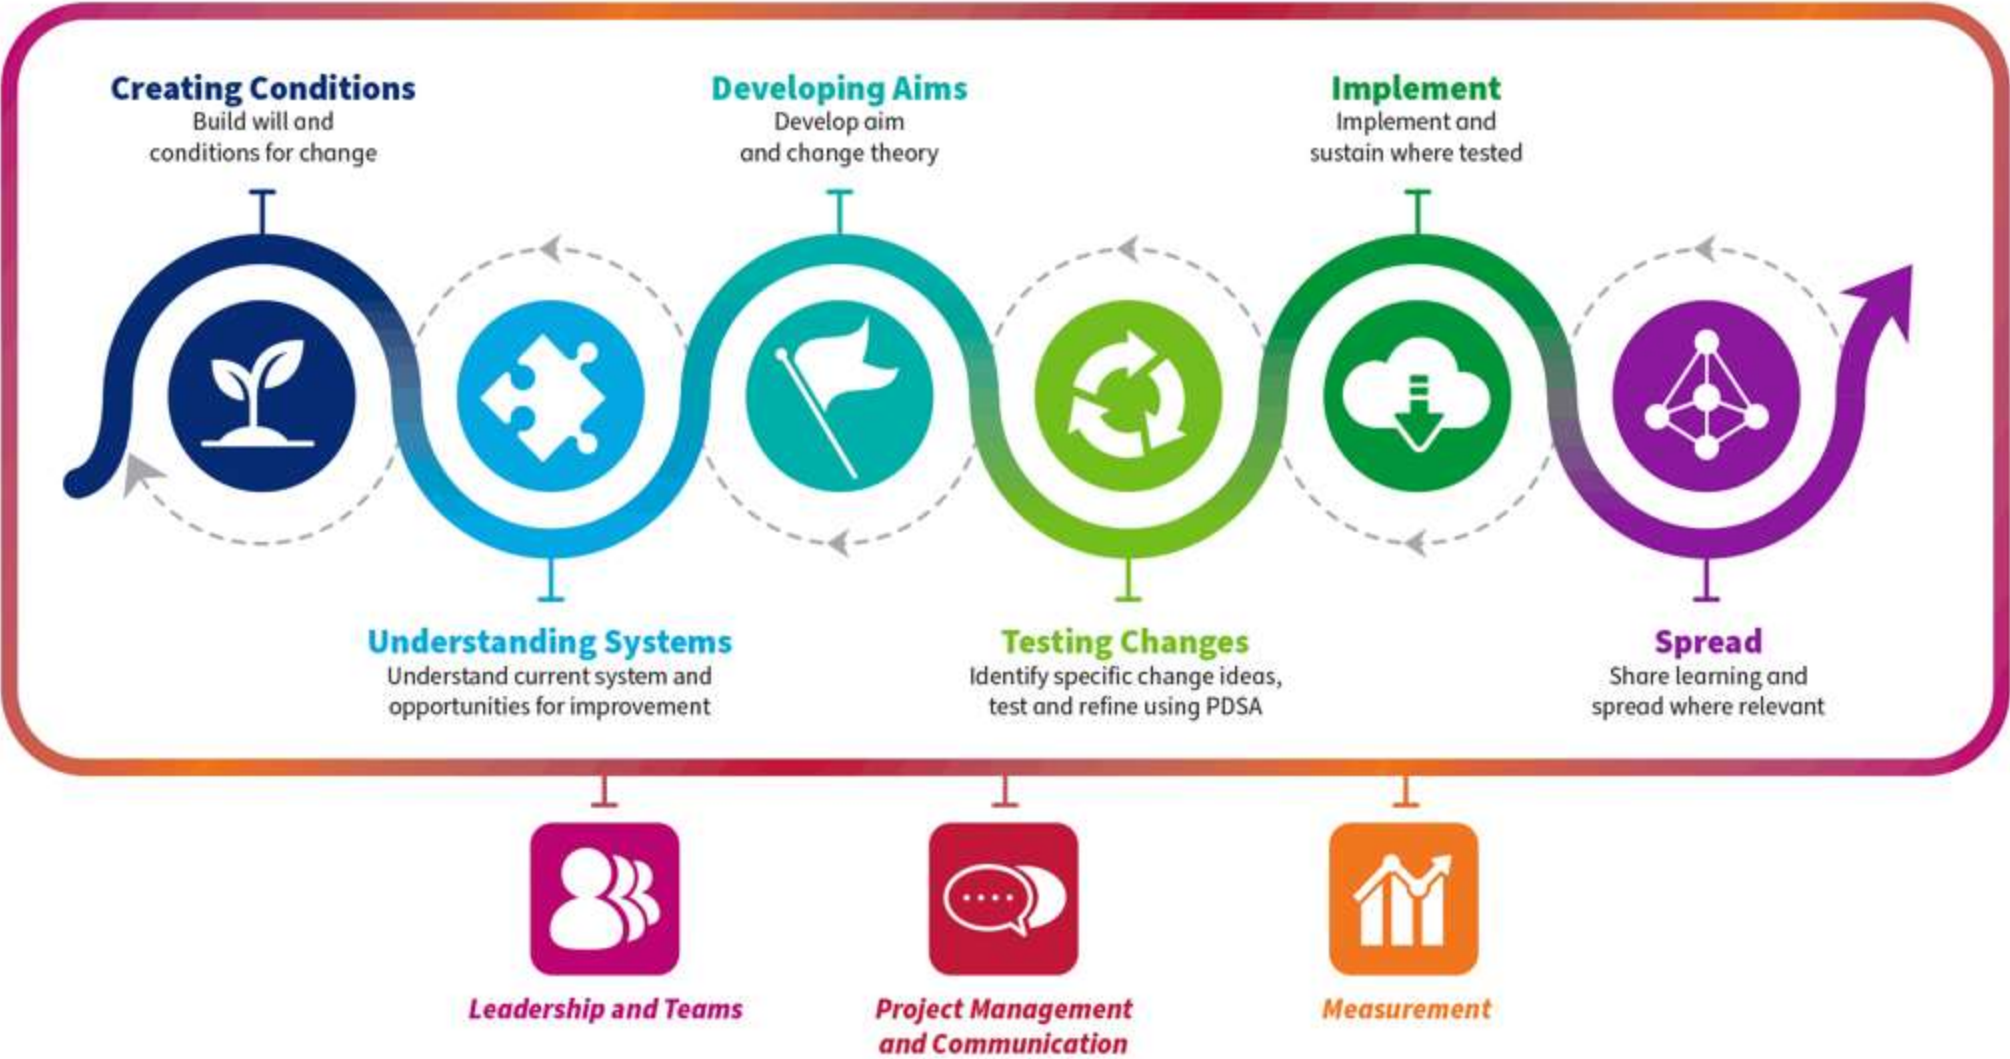 Creating Conditions
Build will and
conditions for change
Developing Aims
Develop aim
and change theory
Implement
Implement and
sustain where tested
Understanding Systems
Understand current system and
opportunities for improvement
Testing Changes
Identify specific change ideas,
test and refine using PDSA
Spread
Share learning and
spread where relevant
Leadership and Teams
Project Management
and Communication
Measurement